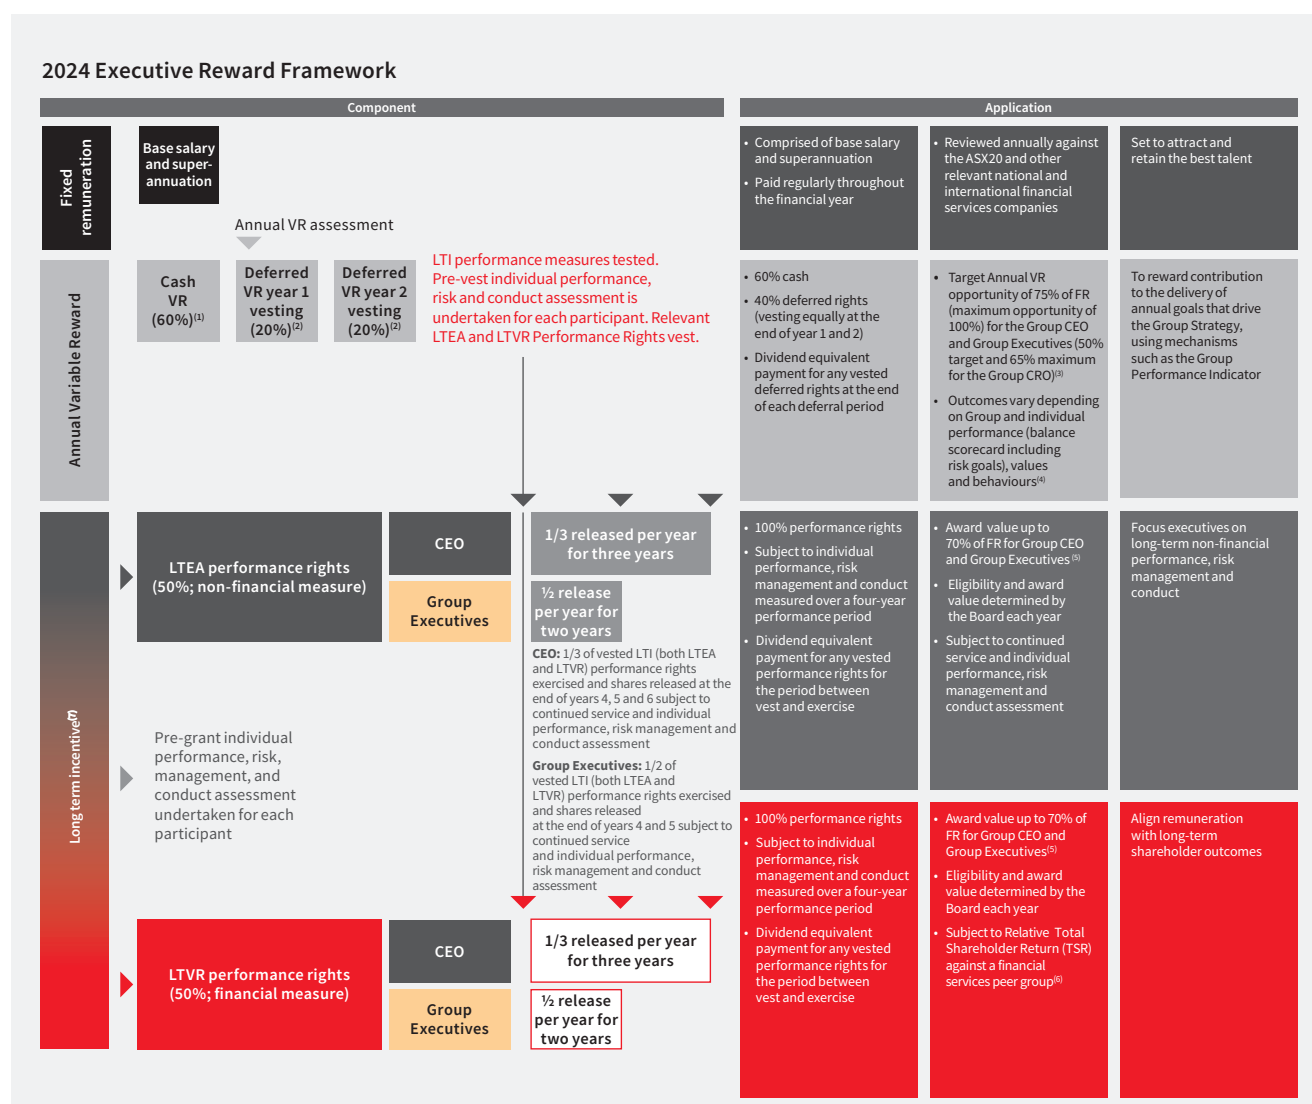 2024 Executive Reward Framework
Component
Application
Fixed
remuneration
Base salary
and super-
annuation
• Comprised of base salary
and superannuation
• Paid regularly throughout
the financial year
• Reviewed annually against
the ASX20 and other
relevant national and
international financial
services companies
Set to attract and
retain the best talent
Annual VR assessment
Annual Variable Reward
Cash
VR
(60%)(1)
Deferred
VR year 1
vesting
(20%)(2)
Deferred
VR year 2
vesting
(20%)(2)
LTI performance measures tested.
Pre-vest individual performance,
risk and conduct assessment is
undertaken for each participant. Relevant
LTEA and LTVR Performance Rights vest.
• 60% cash
• 40% deferred rights
(vesting equally at the
end of year 1 and 2)
• Dividend equivalent
payment for any vested
deferred rights at the end
of each deferral period
• Target Annual VR
opportunity of 75% of FR
(maximum opportunity of
100%) for the Group CEO
and Group Executives (50%
target and 65% maximum
for the Group CRO)(3)
• Outcomes vary depending
on Group and individual
performance (balance
scorecard including
risk goals), values
and behaviours(4)
To reward contribution
to the delivery of
annual goals that drive
the Group Strategy,
using mechanisms
such as the Group
Performance Indicator
Long term incentive(7)
LTEA performance rights
(50%; non-financial measure)
CEO
Group
Executives
1/3 released per year
for three years
½ release
per year for
two years
CEO: 1/3 of vested LTI (both LTEA
and LTVR) performance rights
exercised and shares released at the
end of years 4, 5 and 6 subject to
continued service and individual
performance, risk management and
conduct assessment
Group Executives: 1/2 of
vested LTI (both LTEA and
LTVR) performance rights exercised
and shares released
at the end of years 4 and 5 subject to
continued service
and individual performance,
risk management and conduct
assessment
Pre-grant individual
performance, risk,
management, and
conduct assessment
undertaken for each
participant
• 100% performance rights
• Subject to individual
performance, risk
management and conduct
measured over a four-year
performance period
• Dividend equivalent
payment for any vested
performance rights for
the period between
vest and exercise
• Award value up to
70% of FR for Group CEO
and Group Executives (5)
• Eligibility and award
value determined by
the Board each year
• Subject to continued
service and individual
performance, risk
management and
conduct assessment
Focus executives on
long-term non-financial
performance, risk
management and
conduct
LTVR performance rights
(50%; financial measure)
CEO
Group
Executives
1/3 released per year
for three years
½ release
per year for
two years
• 100% performance rights
• Subject to individual
performance, risk
management and conduct
measured over a four-year
performance period
• Dividend equivalent
payment for any vested
performance rights for
the period between
vest and exercise
• Award value up to 70% of
FR for Group CEO and
Group Executives(5)
• Eligibility and award
value determined by the
Board each year
• Subject to Relative Total
Shareholder Return (TSR)
against a financial
services peer group(6)
Align remuneration
with long-term
shareholder outcomes